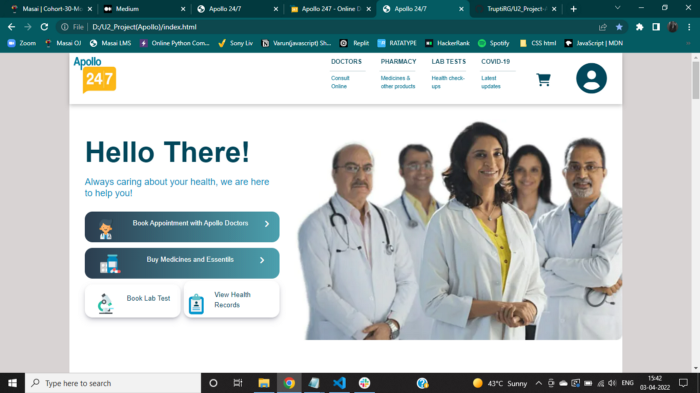 Masai | Cohort-30-M
Medium
Apollo 24/7
Apollo 247 - Online D
Apollo 24/7
TruptiRG/U2_Project-
File | D:/U2_Project(Apollo)/index.html
Zoom
Masai OJ
Masai LMS
Online Python Com...
Sony Liv
Varun(javascript) Sh...
Replit
RATATYPE
HackerRank
Spotify
CSS html
JavaScript | MDN
Apollo
24/7
DOCTORS PHARMACY LAB TESTS COVID-19
Consult Medicines & Health check- Latest
Online other products ups updates
Hello There!
Always caring about your health, we are here
to help you!
Book Appointment with Apollo Doctors
Buy Medicines and Essentils
Book Lab Test
View Health
Records
Type here to search
43°C Sunny
ENG
15:42
03-04-2022